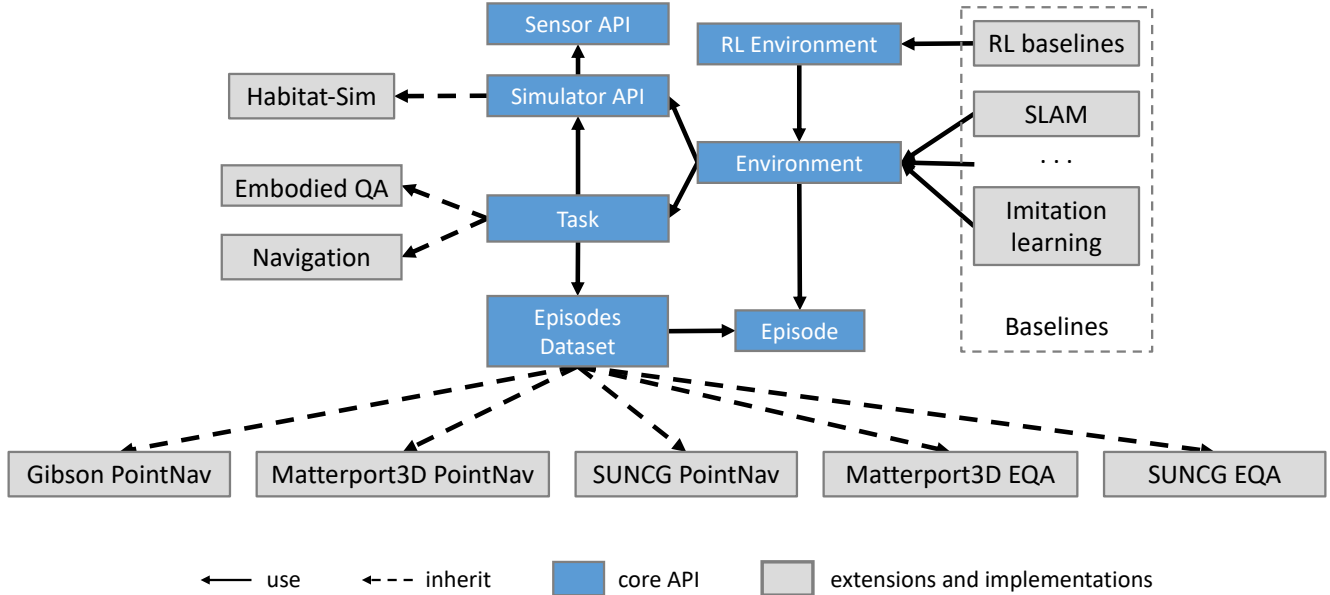 Sensor API
RL Environment
RL baselines
Habitat-Sim
Simulator API
SLAM
Environment
. . .
Embodied QA
Task
Imitation
learning
Navigation
Episodes
Dataset
Episode
Baselines
Gibson PointNav
Matterport3D PointNav
SUNCG PointNav
Matterport3D EQA
SUNCG EQA
use
inherit
core API
extensions and implementations